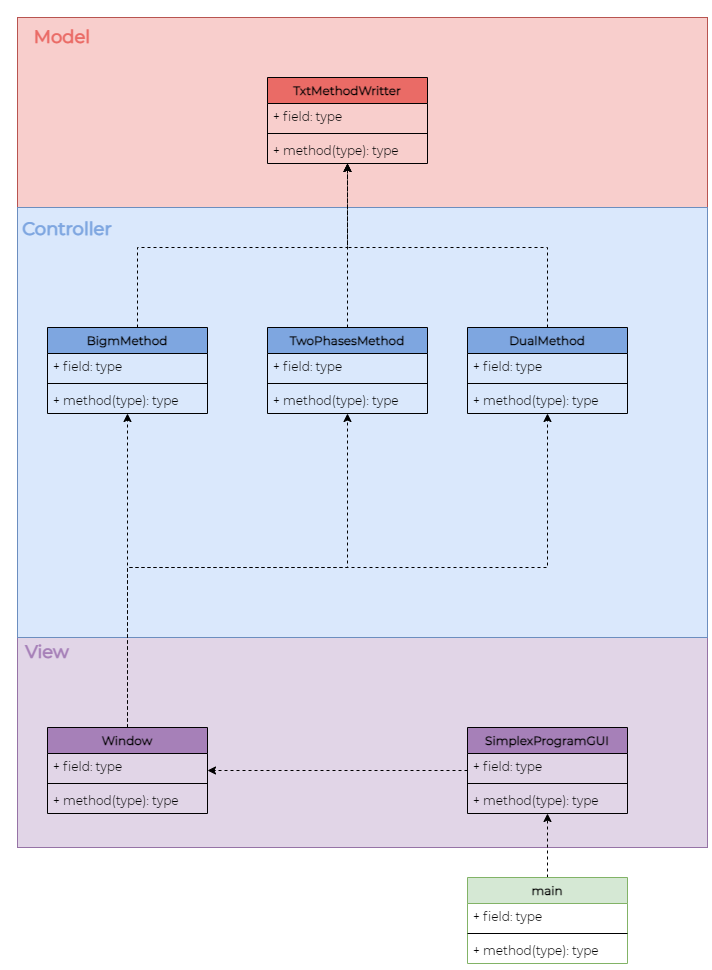 Model
TxtMethodWritter
+ field: type
+ method(type): type
Controller
BigmMethod
+ field: type
+ method(type): type
TwoPhasesMethod
+ field: type
+ method(type): type
DualMethod
+ field: type
+ method(type): type
View
Window
+ field: type
+ method(type): type
SimplexProgramGUI
+ field: type
+ method(type): type
main
+ field: type
+ method(type): type